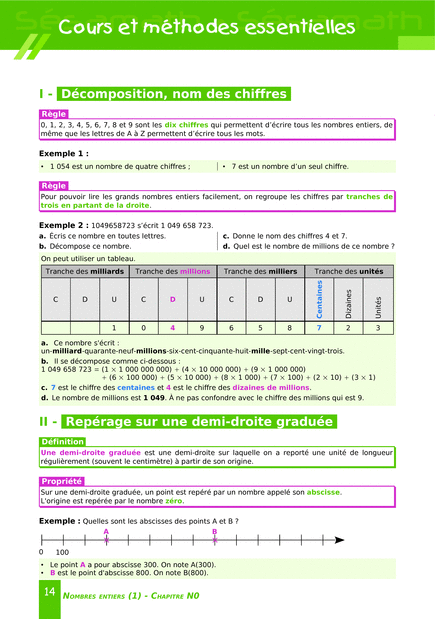 Cours et méthodes essentielles
I - Décomposition, nom des chiffres
Règle
0, 1, 2, 3, 4, 5, 6, 7, 8 et 9 sont les dix chiffres qui permettent d'écrire tous les nombres entiers, de
même que les lettres de A à Z permettent d'écrire tous les mots.
Exemple 1 :
• 1 054 est un nombre de quatre chiffres ;
• 7 est un nombre d'un seul chiffre.
Règle
Pour pouvoir lire les grands nombres entiers facilement, on regroupe les chiffres par tranches de
trois en partant de la droite.
Exemple 2 : 1049658723 s'écrit 1 049 658 723.
a. Écris ce nombre en toutes lettres.
b. Décompose ce nombre.
c. Donne le nom des chiffres 4 et 7.
d. Quel est le nombre de millions de ce nombre ?
On peut utiliser un tableau.
Tranche des milliards Tranche des millions Tranche des milliers Tranche des unités
C D U C D U C D U Centaines Dizaines Unités
1 0 4 9 6 5 8 7 2 3
a. Ce nombre s'écrit :
un-milliard-quarante-neuf-millions-six-cent-cinquante-huit-mille-sept-cent-vingt-trois.
b. Il se décompose comme ci-dessous :
1 049 658 723 = (1 × 1 000 000 000) + (4 × 10 000 000) + (9 × 1 000 000)
+ (6 × 100 000) + (5 × 10 000) + (8 × 1 000) + (7 × 100) + (2 × 10) + (3 × 1)
c. 7 est le chiffre des centaines et 4 est le chiffre des dizaines de millions.
d. Le nombre de millions est 1 049. À ne pas confondre avec le chiffre des millions qui est 9.
II - Repérage sur une demi-droite graduée
Définition
Une demi-droite graduée est une demi-droite sur laquelle on a reporté une unité de longueur
régulièrement (souvent le centimètre) à partir de son origine.
Propriété
Sur une demi-droite graduée, un point est repéré par un nombre appelé son abscisse.
L'origine est repérée par le nombre zéro.
Exemple : Quelles sont les abscisses des points A et B ?
A B
0 100
• Le point A a pour abscisse 300. On note A(300).
• B est le point d'abscisse 800. On note B(800).
14 Nombres entiers (1) - Chapitre N0